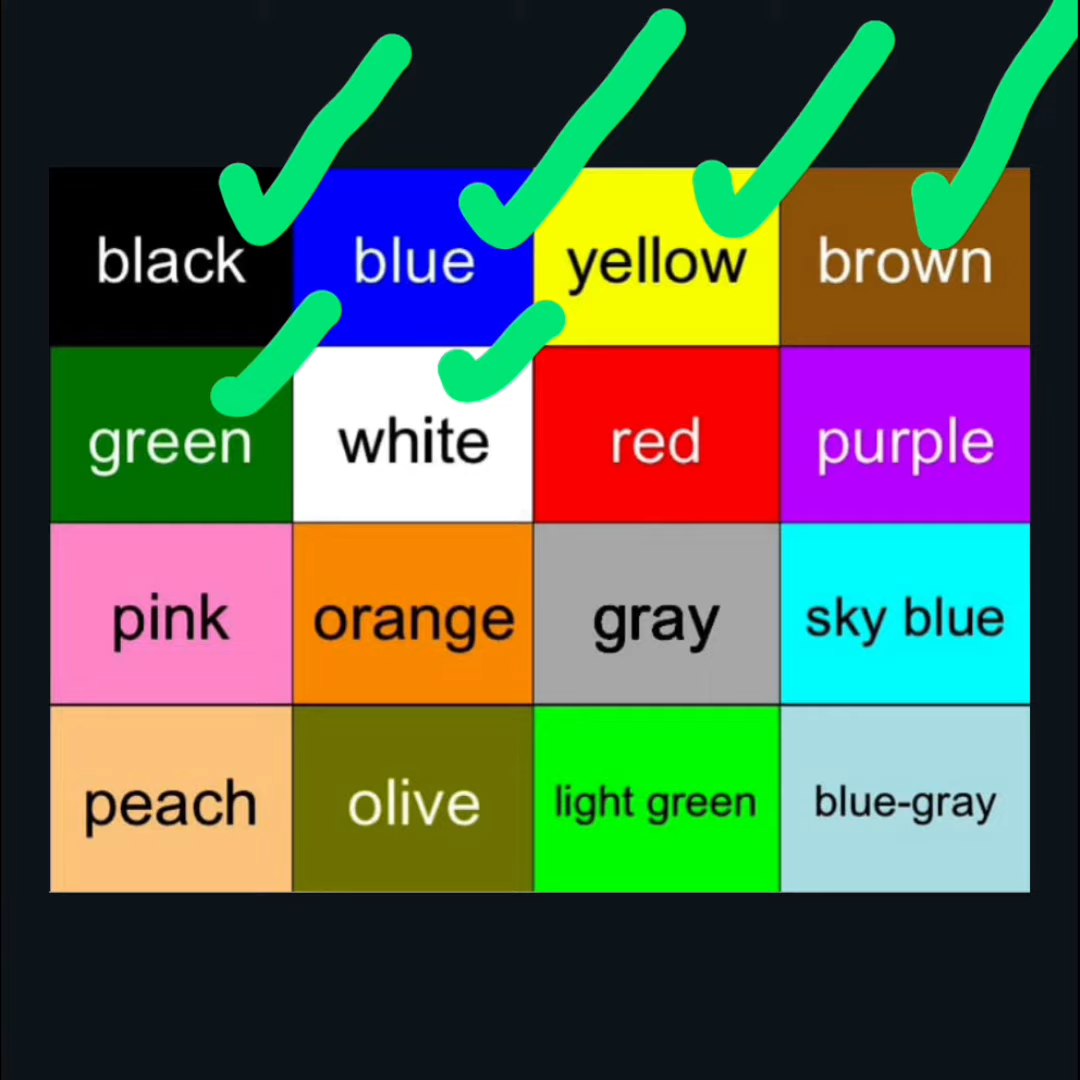 black blue yellow brown
green white red purple
pink orange gray sky blue
peach olive light green blue-gray